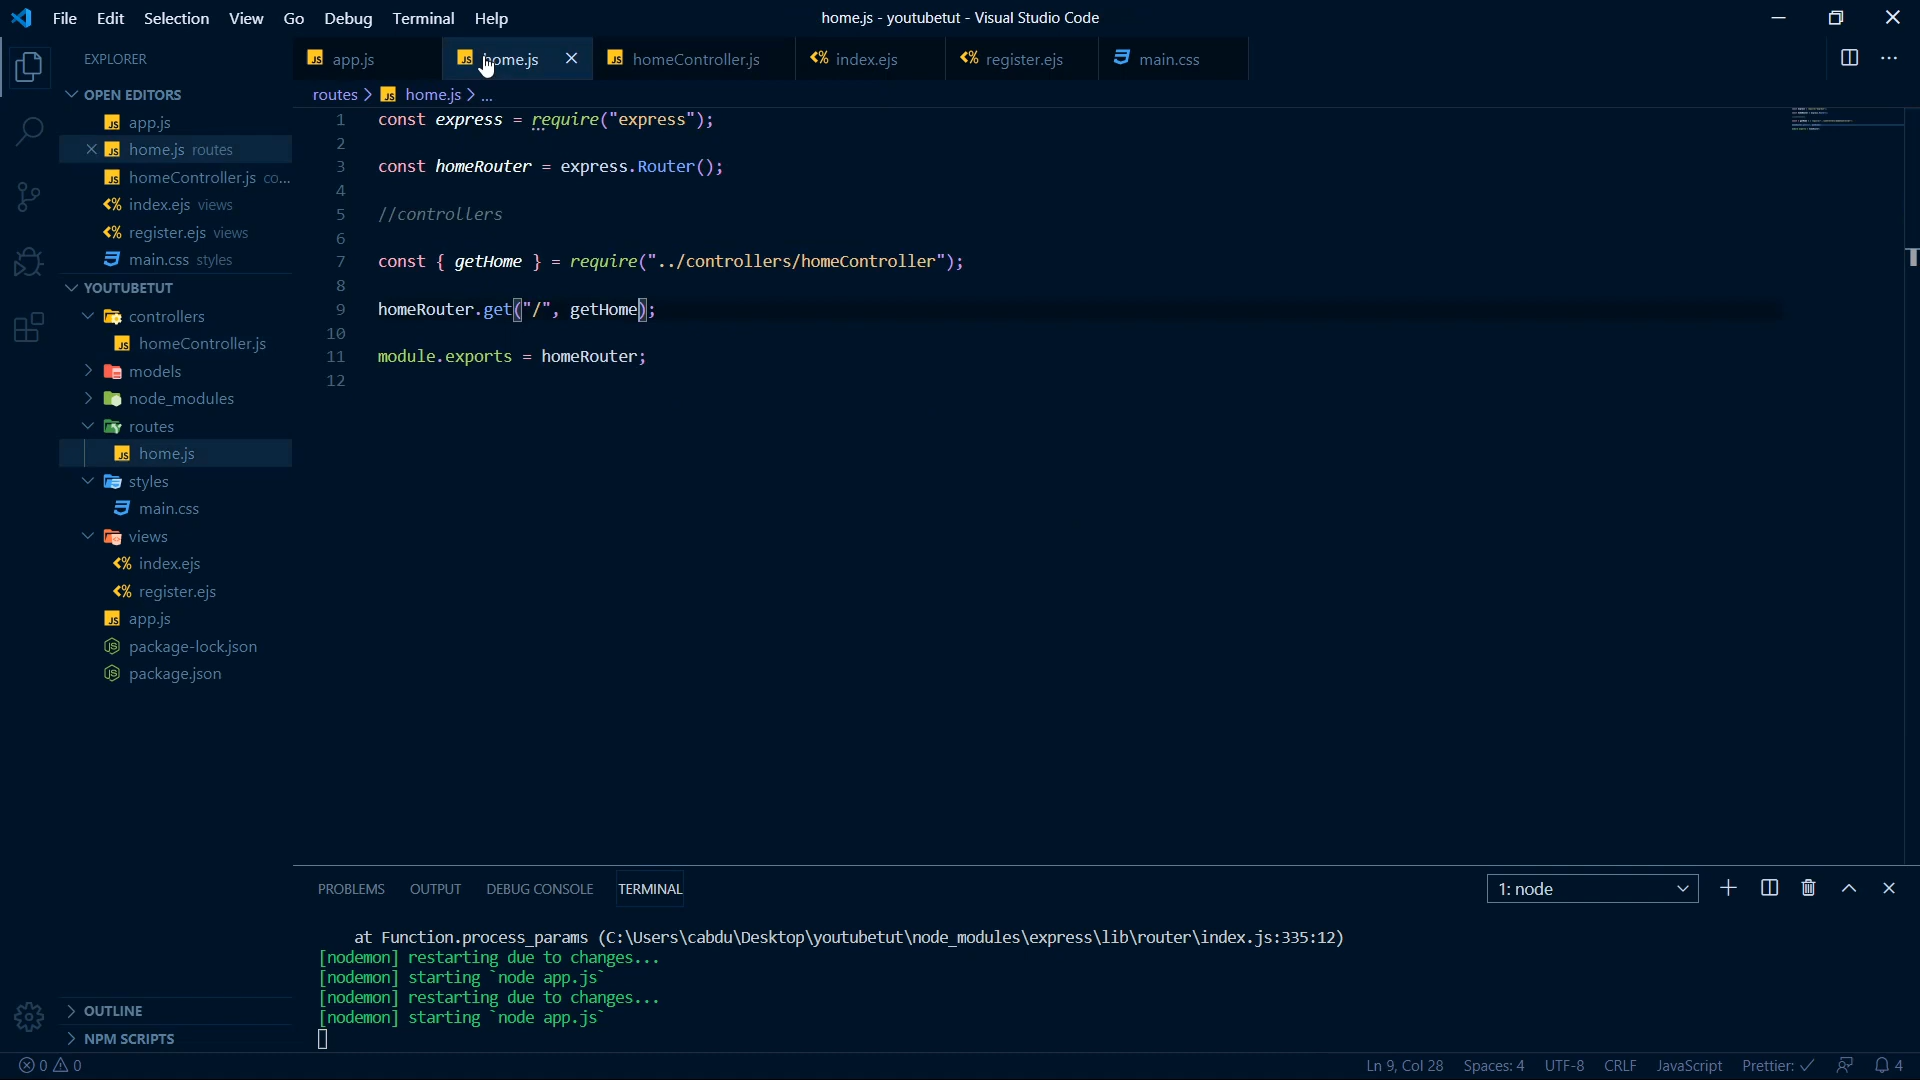 File Edit Selection View Go Debug Terminal Help
home.js - youtubetut - Visual Studio Code
EXPLORER
app.js home.js homeController.js index.ejs register.ejs main.css
OPEN EDITORS
routes > home.js > ...
app.js
home.js routes
homeController.js co...
index.ejs views
register.ejs views
main.css styles
YOUTUBETUT
controllers
homeController.js
models
node_modules
routes
home.js
styles
main.css
views
index.ejs
register.ejs
app.js
package-lock.json
package.json
OUTLINE
NPM SCRIPTS
1 const express = require("express");
2
3 const homeRouter = express.Router();
4
5 //controllers
6
7 const { getHome } = require("../controllers/homeController");
8
9 homeRouter.get("/", getHome);
10
11 module.exports = homeRouter;
12
PROBLEMS OUTPUT DEBUG CONSOLE TERMINAL
1: node
at Function.process_params (C:\Users\cabdu\Desktop\youtubetut\node_modules\express\lib\router\index.js:335:12)
[nodemon] restarting due to changes...
[nodemon] starting `node app.js`
[nodemon] restarting due to changes...
[nodemon] starting `node app.js`
0 0
Ln 9, Col 28 Spaces: 4 UTF-8 CRLF JavaScript Prettier: ✓ 4